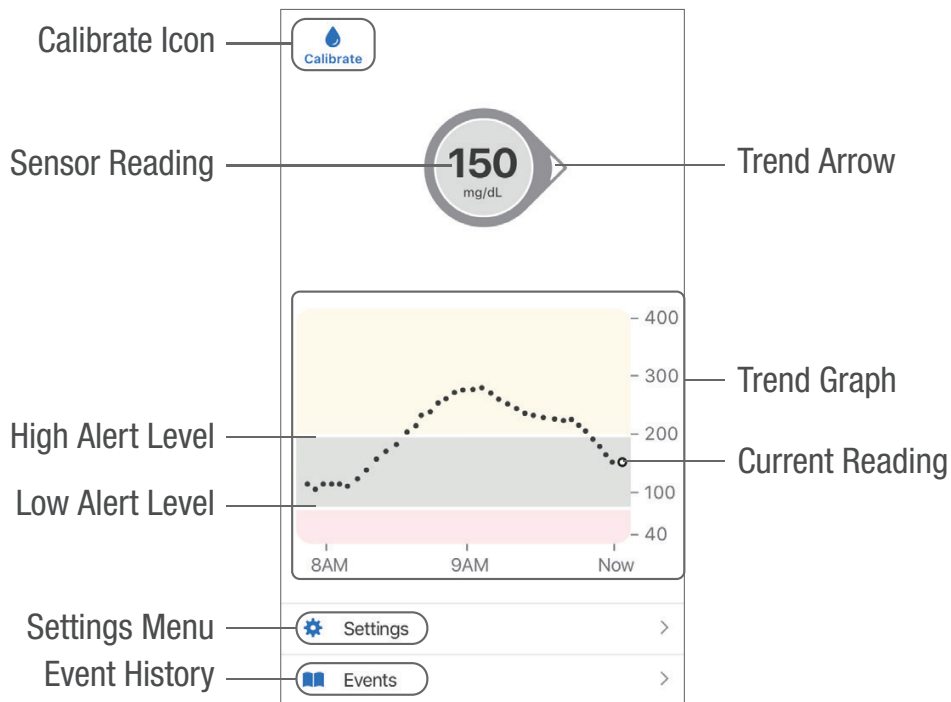 Calibrate Icon
Calibrate
Sensor Reading
150
mg/dL
Trend Arrow
400
300
Trend Graph
High Alert Level
200
Current Reading
Low Alert Level
100
40
8AM
9AM
Now
Settings Menu
Settings
Event History
Events